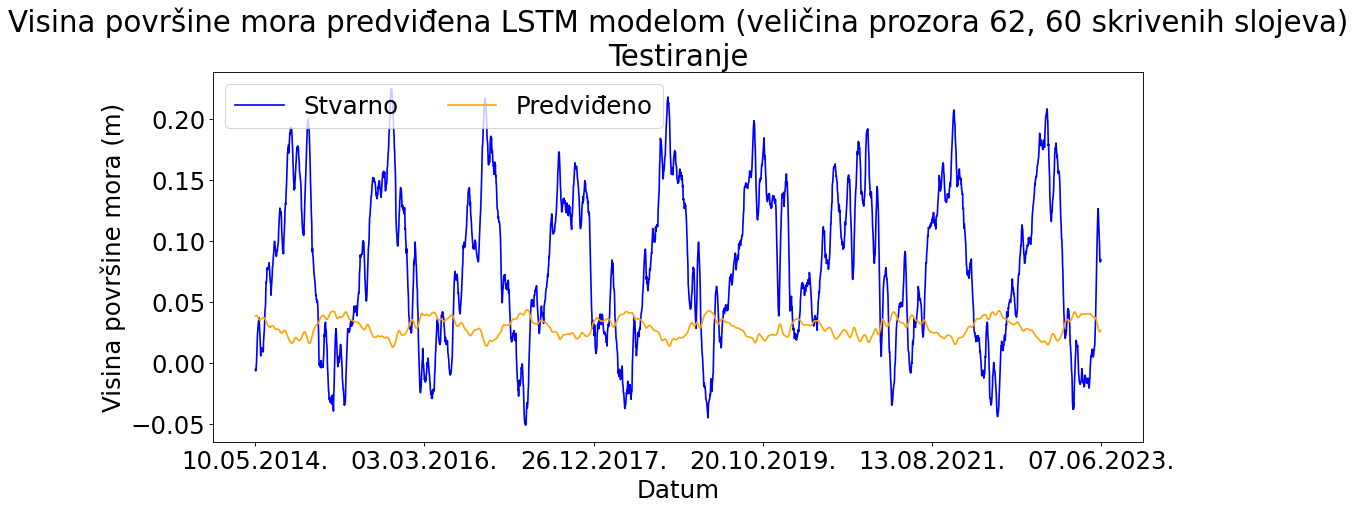 Visina površine mora predviđena LSTM modelom (veličina prozora 62, 60 skrivenih slojeva)
Testiranje
Stvarno Predviđeno
Visina površine mora (m)
0.20
0.15
0.10
0.05
0.00
−0.05
10.05.2014. 03.03.2016. 26.12.2017. 20.10.2019. 13.08.2021. 07.06.2023.
Datum